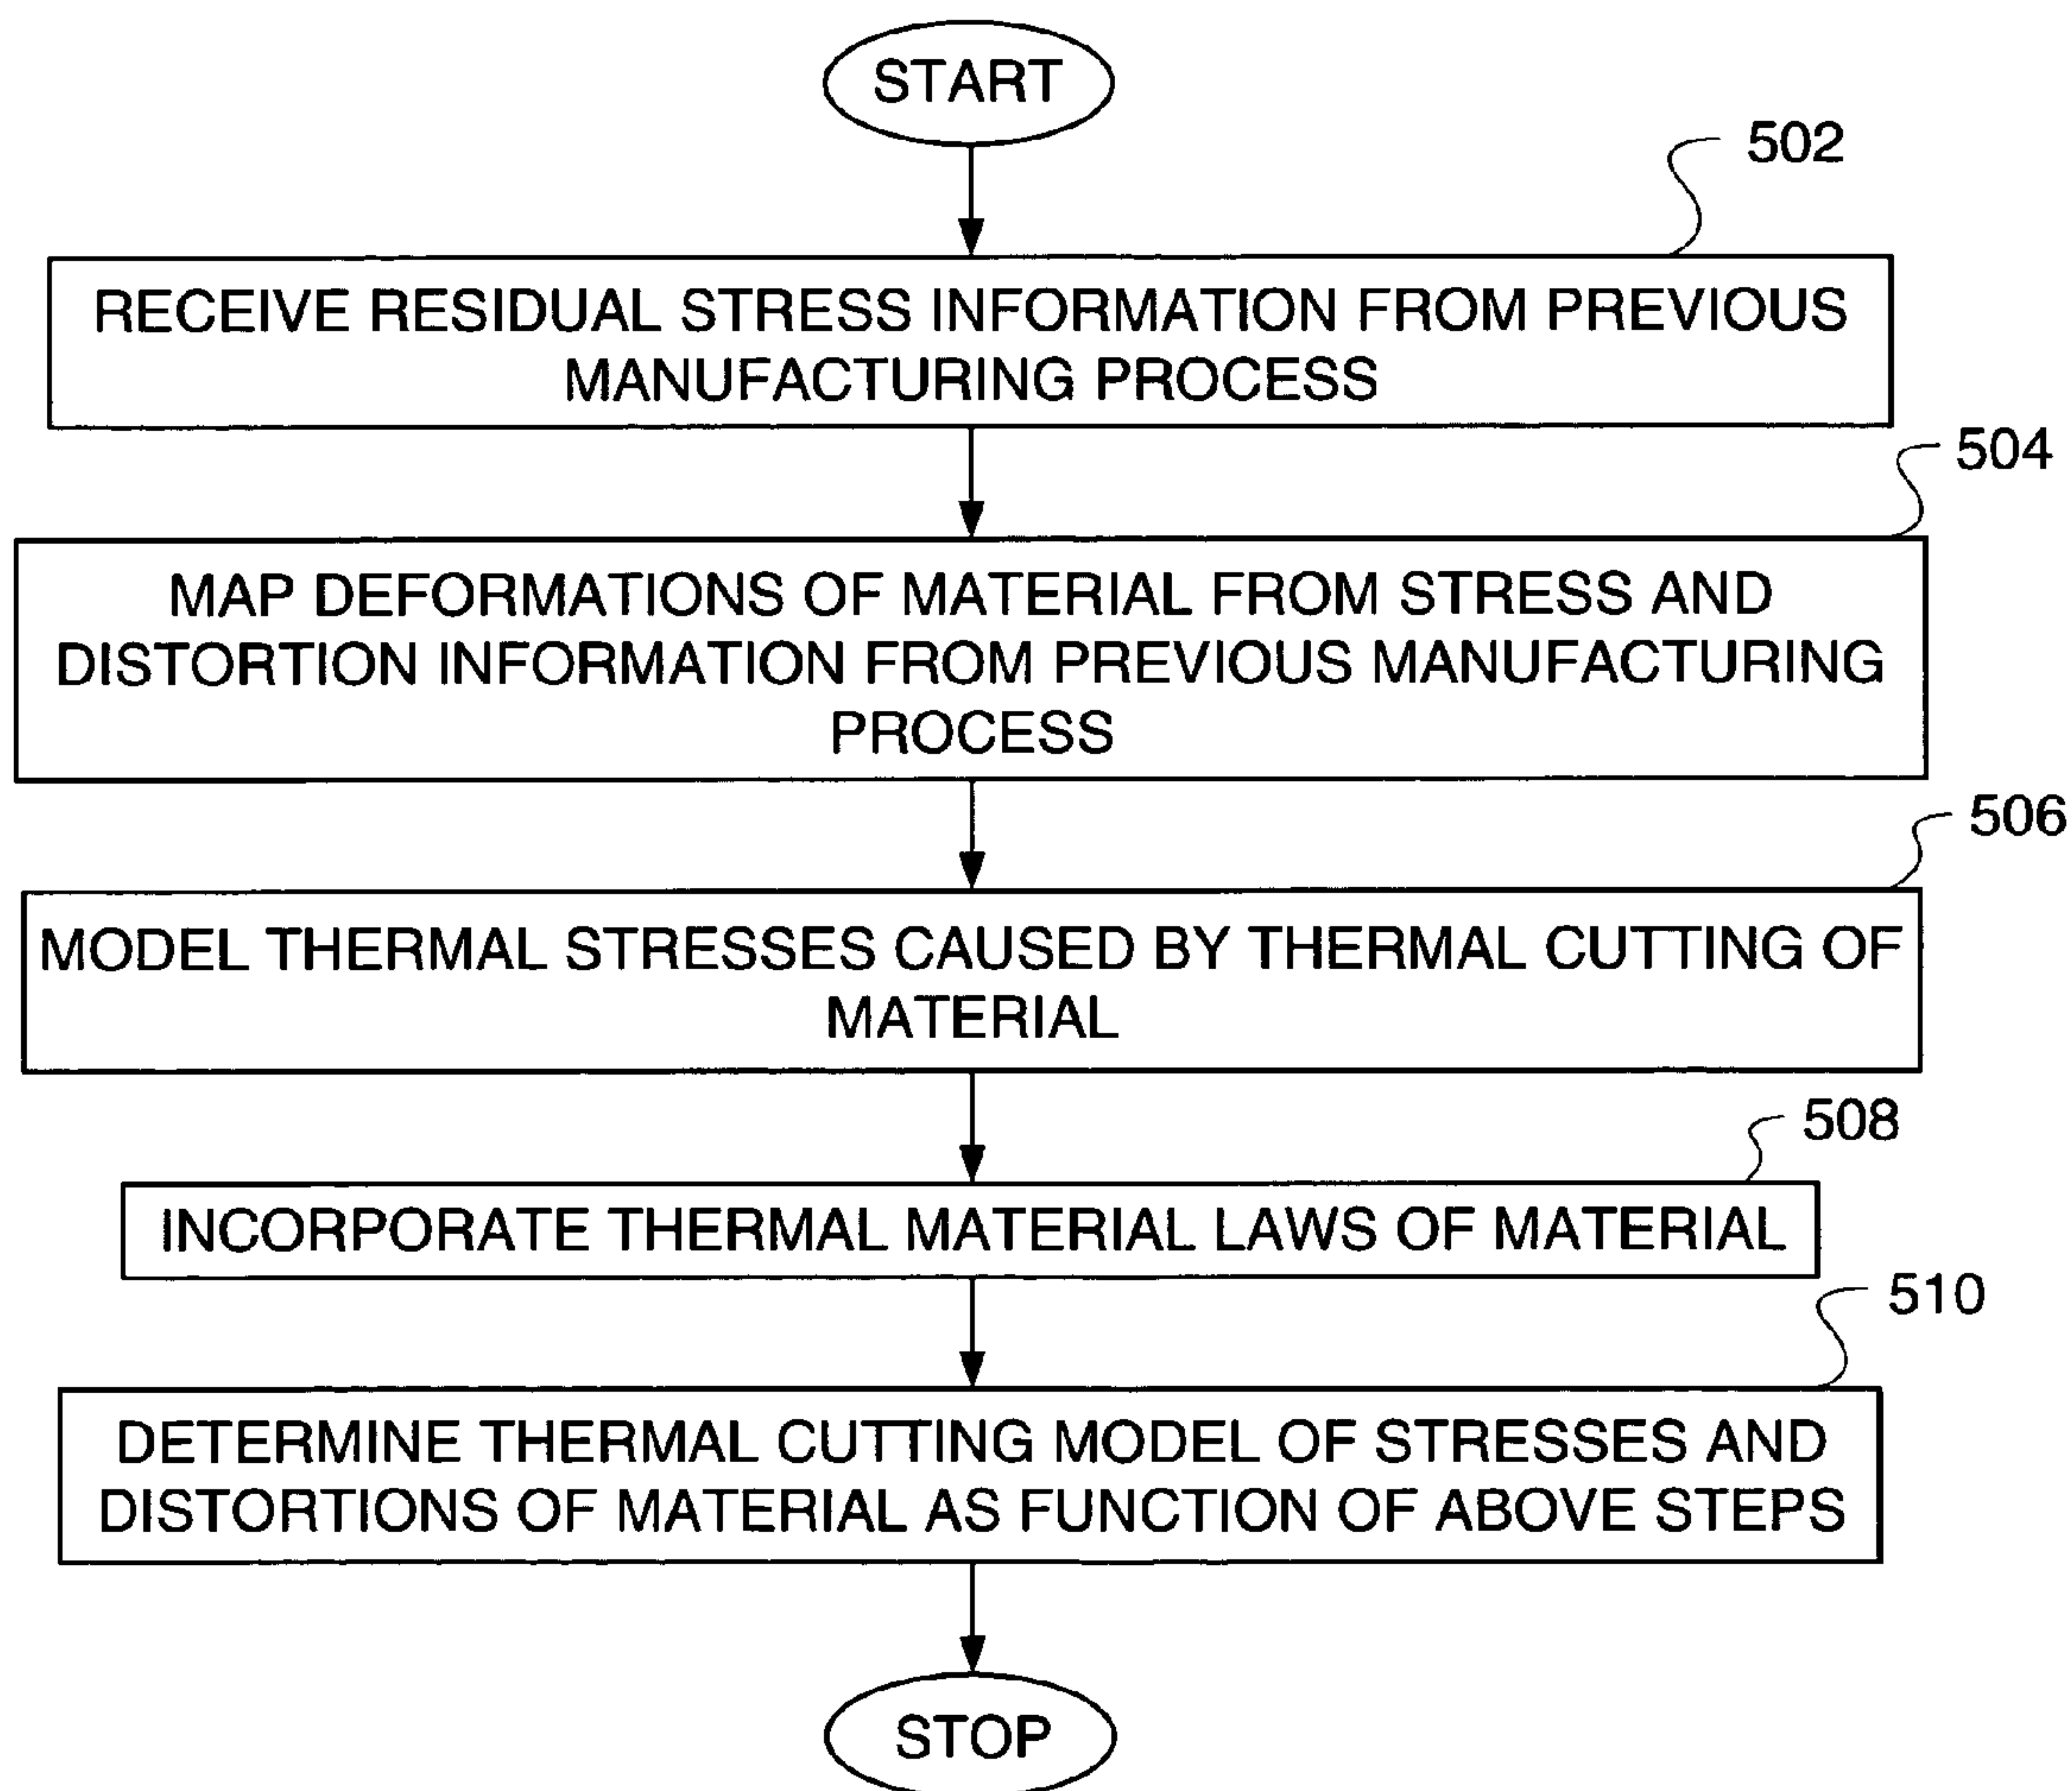 START
502
RECEIVE RESIDUAL STRESS INFORMATION FROM PREVIOUS
MANUFACTURING PROCESS
504
MAP DEFORMATIONS OF MATERIAL FROM STRESS AND
DISTORTION INFORMATION FROM PREVIOUS MANUFACTURING
PROCESS
506
MODEL THERMAL STRESSES CAUSED BY THERMAL CUTTING OF
MATERIAL
508
INCORPORATE THERMAL MATERIAL LAWS OF MATERIAL
510
DETERMINE THERMAL CUTTING MODEL OF STRESSES AND
DISTORTIONS OF MATERIAL AS FUNCTION OF ABOVE STEPS
STOP